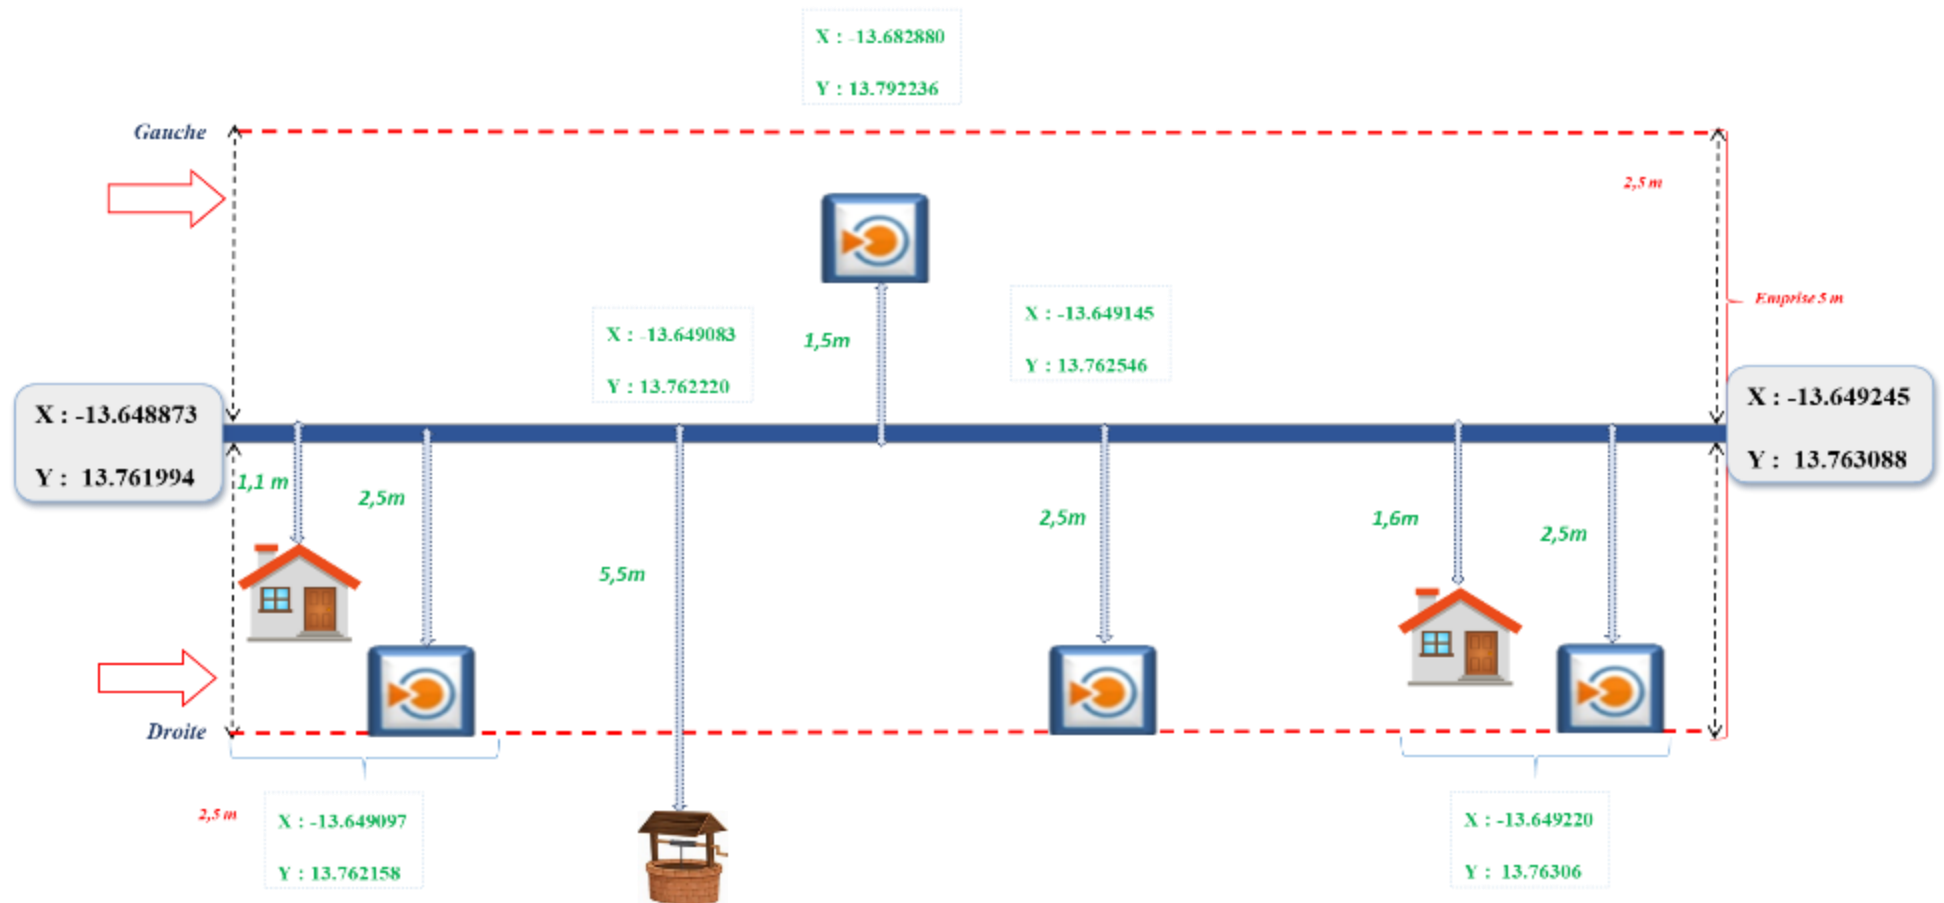 X : -13.682880
Y : 13.792236
Gauche
2,5 m
Emprise 5 m
X : -13.649083
Y : 13.762220
1,5m
X : -13.649145
Y : 13.762546
X : -13.648873
Y : 13.761994
X : -13.649245
Y : 13.763088
1,1 m
2,5m
5,5m
2,5m
1,6m
2,5m
Droite
2,5 m
X : -13.649097
Y : 13.762158
X : -13.649220
Y : 13.76306